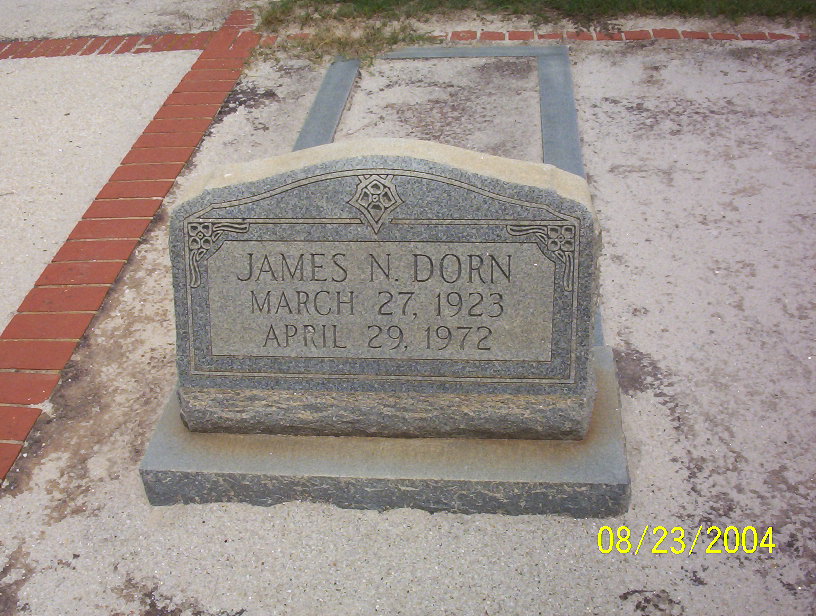 JAMES N. DORN
MARCH 27, 1923
APRIL 29, 1972
08/23/2004